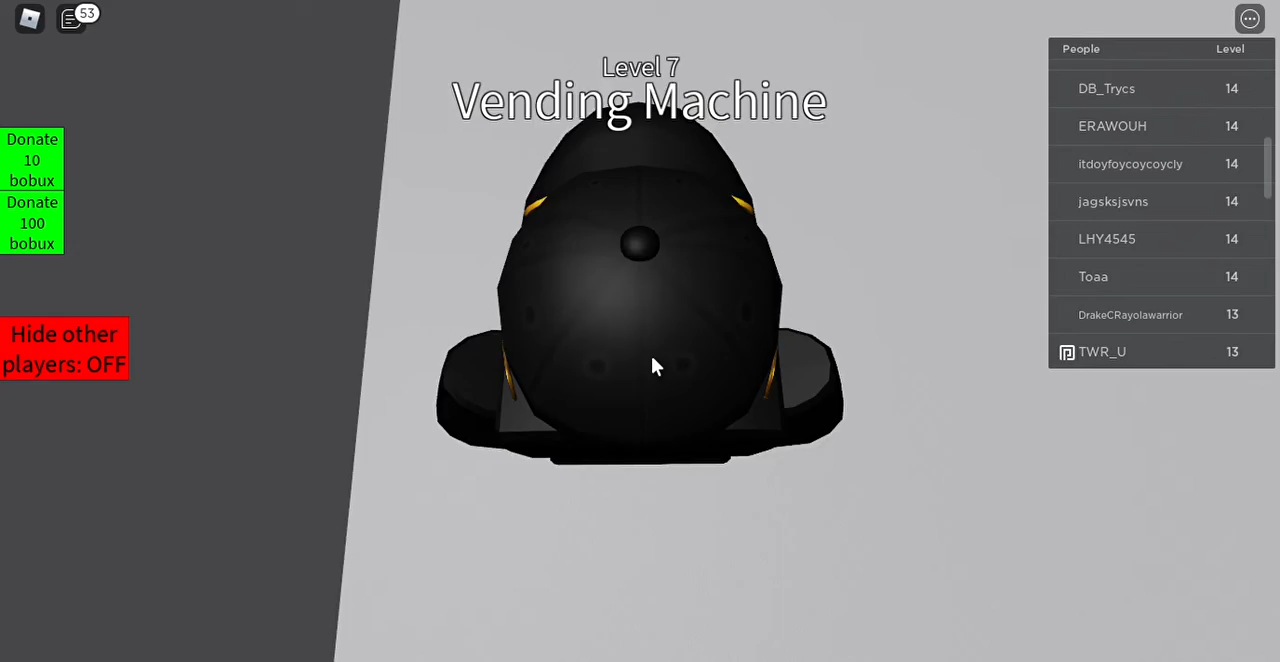 53
Level 7
Vending Machine
Donate
10
bobux
Donate
100
bobux
Hide other
players: OFF
People Level
DB_Trycs 14
ERAWOUH 14
itdoyfoycoycoycly 14
jagsksjsvns 14
LHY4545 14
Toaa 14
DrakeCRayolawarrior 13
TWR_U 13